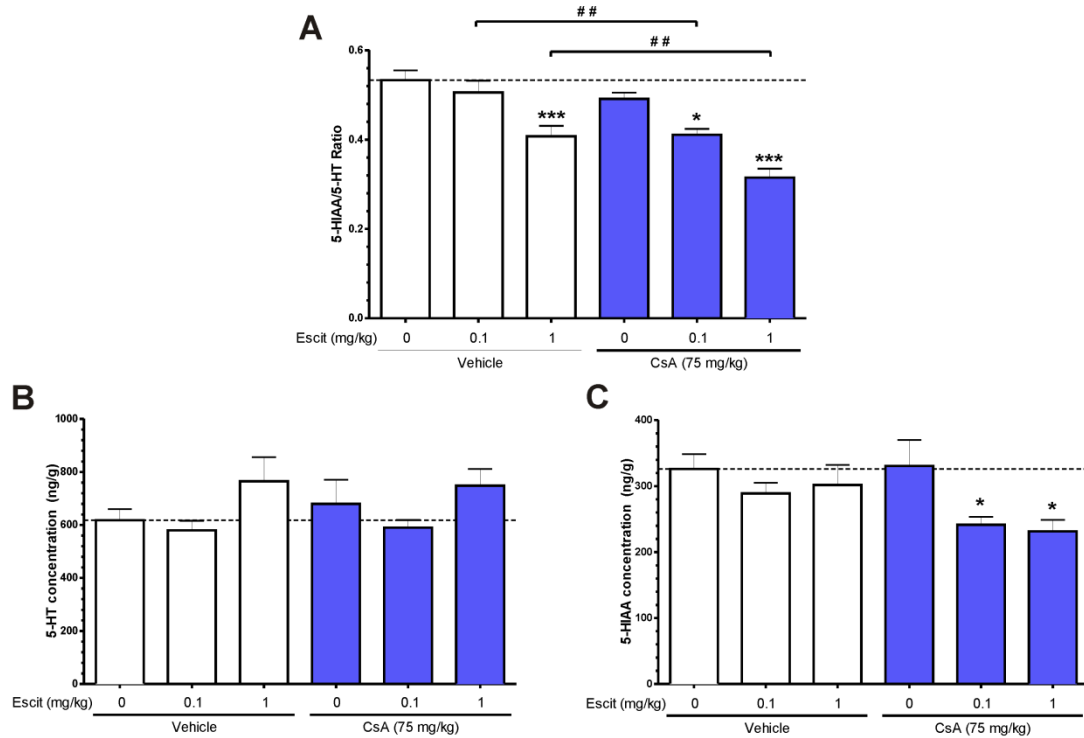 A
# #
# #
0.6
0.4
0.2
0.0
5-HIAA/5-HT Ratio
***
*
***
Escit (mg/kg) 0 0.1 1 0 0.1 1
Vehicle CsA (75 mg/kg)
B
1000
800
600
400
200
0
5-HT concentration (ng/g)
Escit (mg/kg) 0 0.1 1 0 0.1 1
Vehicle CsA (75 mg/kg)
C
400
300
200
100
0
5-HIAA concentration (ng/g)
* *
Escit (mg/kg) 0 0.1 1 0 0.1 1
Vehicle CsA (75 mg/kg)